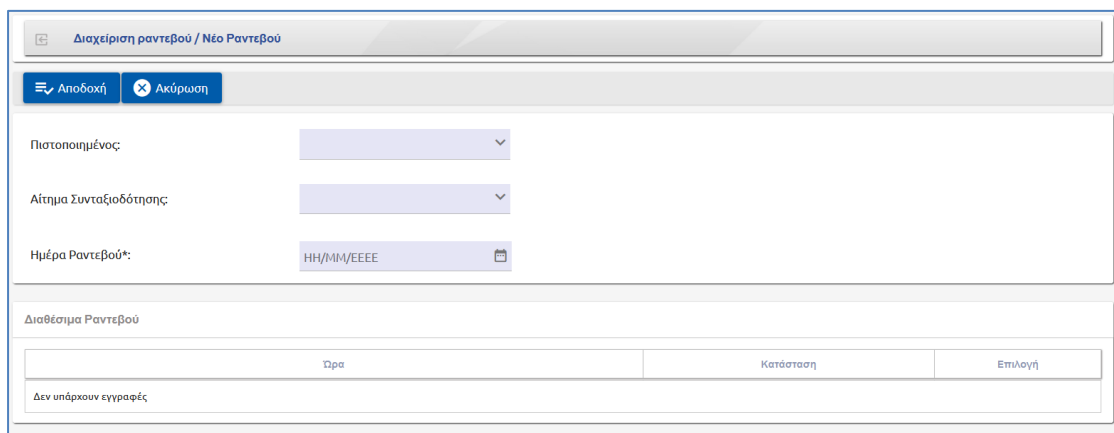 Διαχείριση ραντεβού / Νέο Ραντεβού
Αποδοχή Ακύρωση
Πιστοποιημένος:
Αίτημα Συνταξιοδότησης:
Ημέρα Ραντεβού*: ΗΗ/ΜΜ/ΕΕΕΕ
Διαθέσιμα Ραντεβού
Ώρα Κατάσταση Επιλογή
Δεν υπάρχουν εγγραφές